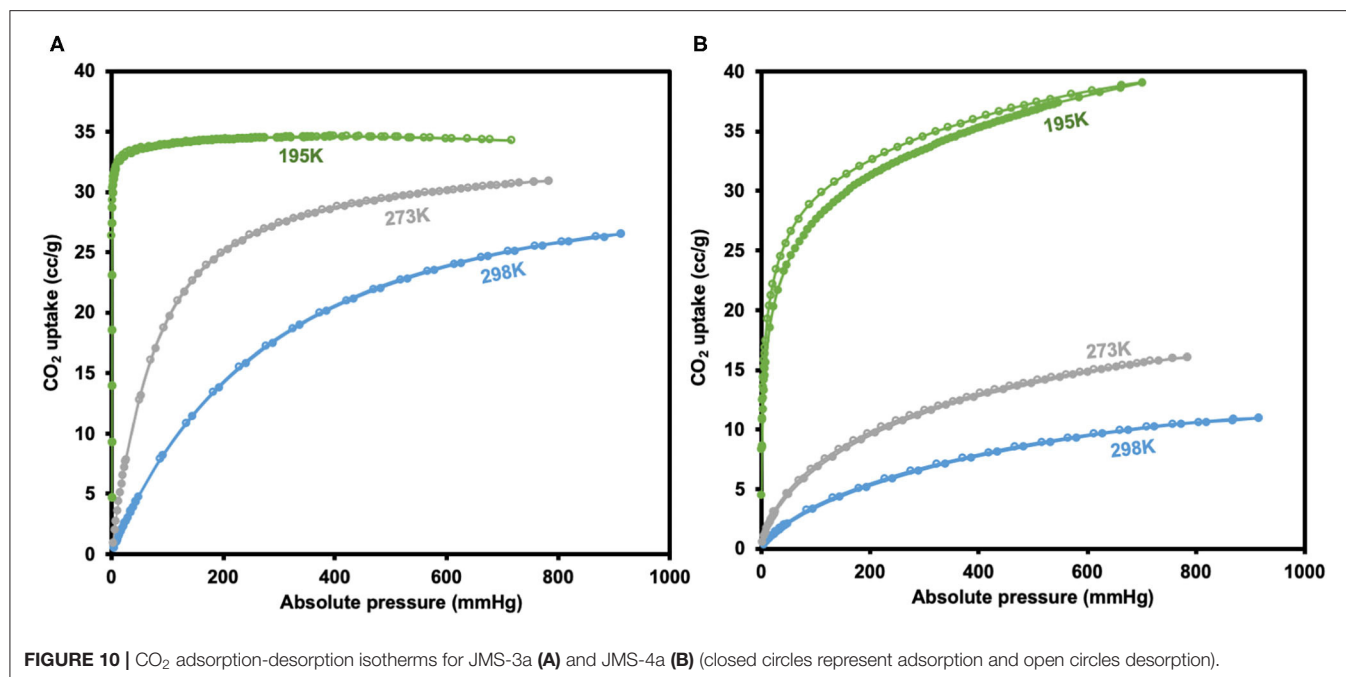 A
B
40
35
30
25
20
15
10
5
0
CO₂ uptake (cc/g)
195K
273K
298K
0 200 400 600 800 1000
Absolute pressure (mmHg)
40
35
30
25
20
15
10
5
0
CO₂ uptake (cc/g)
195K
273K
298K
0 200 400 600 800 1000
Absolute pressure (mmHg)
FIGURE 10 | CO₂ adsorption-desorption isotherms for JMS-3a (A) and JMS-4a (B) (closed circles represent adsorption and open circles desorption).